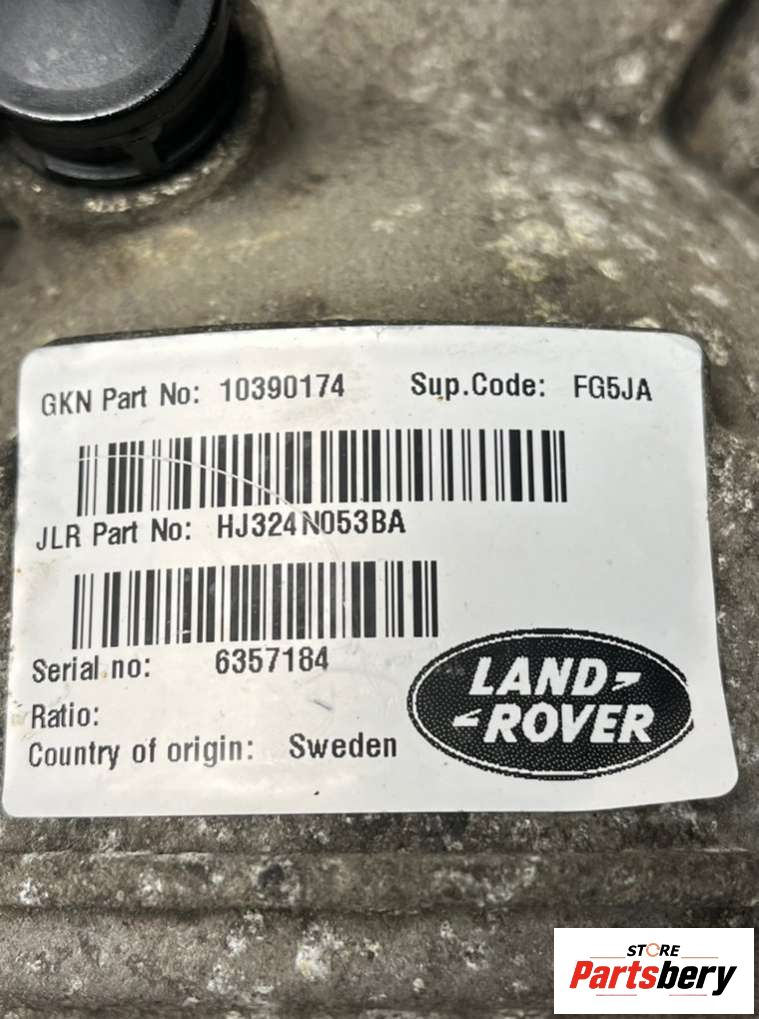 GKN Part No: 10390174 Sup.Code: FG5JA
JLR Part No: HJ324N053BA
Serial no: 6357184
Ratio:
Country of origin: Sweden
LAND
ROVER
STORE
Partsbery